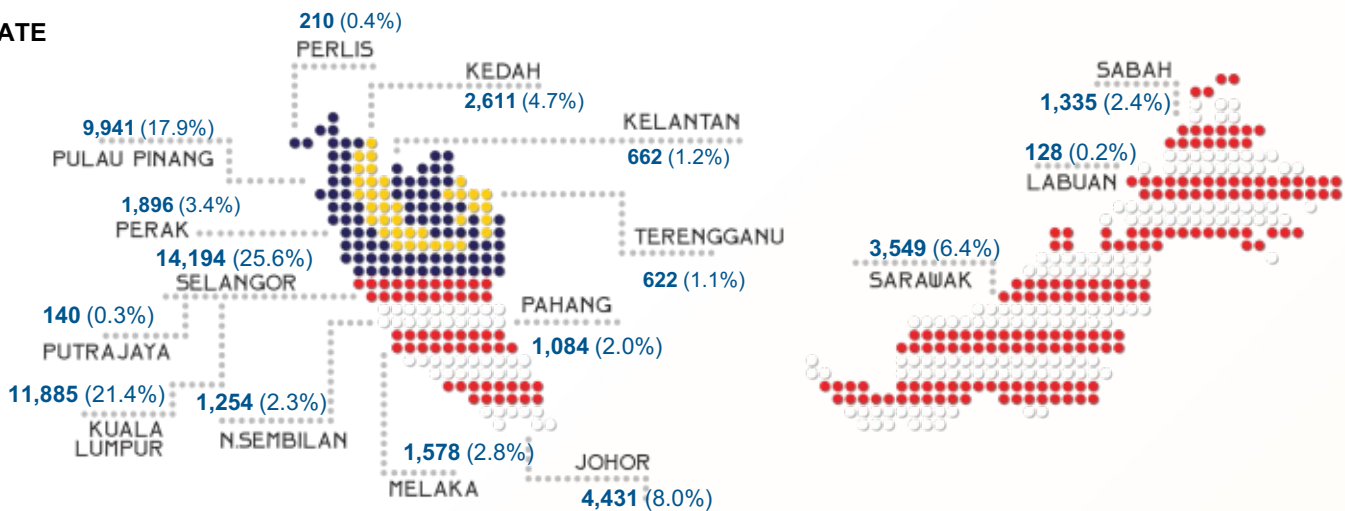 ATE
210 (0.4%)
PERLIS
KEDAH
2,611 (4.7%)
KELANTAN
662 (1.2%)
9,941 (17.9%)
PULAU PINANG
1,896 (3.4%)
PERAK
TERENGGANU
622 (1.1%)
14,194 (25.6%)
SELANGOR
PAHANG
1,084 (2.0%)
140 (0.3%)
PUTRAJAYA
11,885 (21.4%)
KUALA
LUMPUR
1,254 (2.3%)
N.SEMBILAN
1,578 (2.8%)
MELAKA
JOHOR
4,431 (8.0%)
SABAH
1,335 (2.4%)
128 (0.2%)
LABUAN
3,549 (6.4%)
SARAWAK